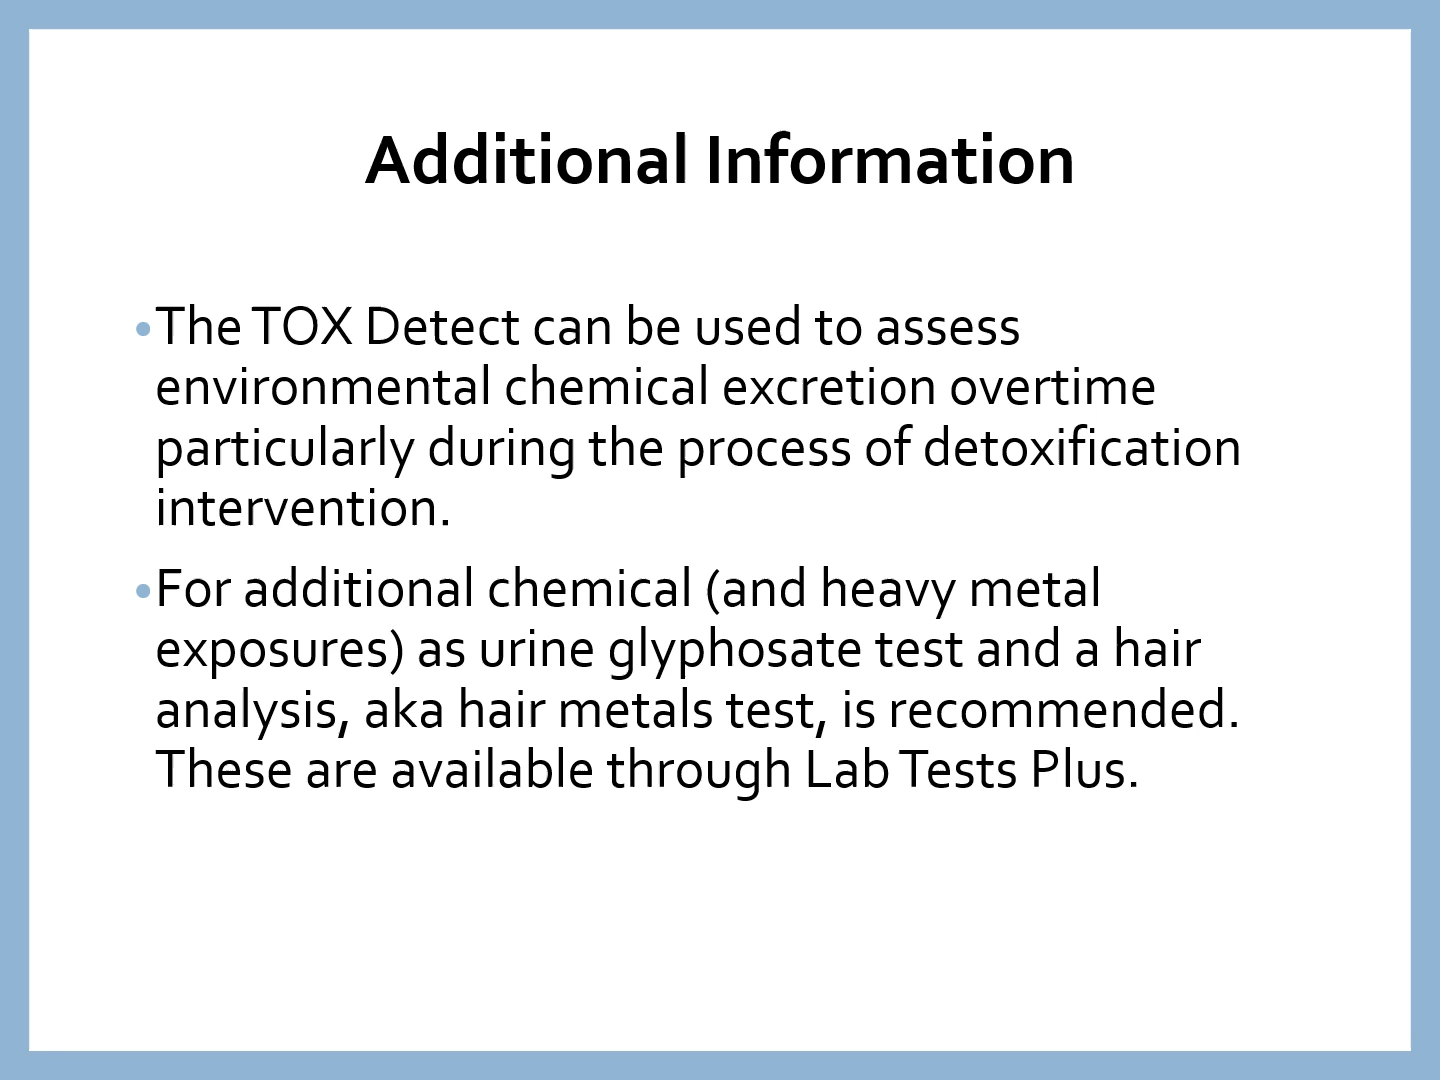 Additional Information
•The TOX Detect can be used to assess
environmental chemical excretion overtime
particularly during the process of detoxification
intervention.
•For additional chemical (and heavy metal
exposures) as urine glyphosate test and a hair
analysis, aka hair metals test, is recommended.
These are available through Lab Tests Plus.